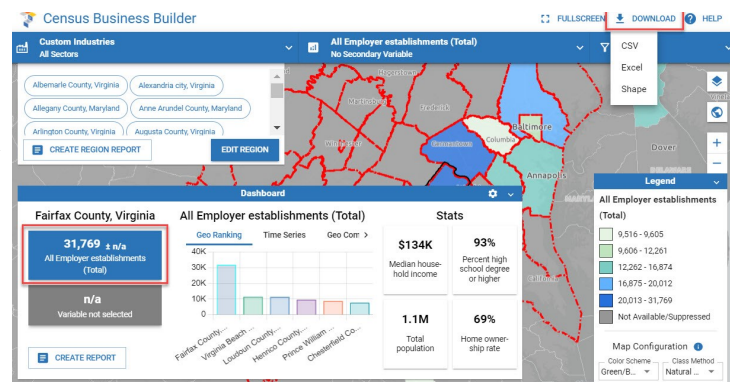 Census Business Builder
FULLSCREEN
DOWNLOAD
HELP
Custom Industries
All Sectors
All Employer establishments (Total)
No Secondary Variable
CSV
Excel
Shape
Albemarle County, Virginia
Alexandria city, Virginia
Allegany County, Maryland
Anne Arundel County, Maryland
Arlington County, Virginia
Augusta County, Virginia
CREATE REGION REPORT
EDIT REGION
Hagerstown
Martinsburg
Frederick
Baltimore
Columbia
Germantown
Winchester
Annapolis
Dover
DELAWARE
California
Dashboard
Fairfax County, Virginia
31,769 ± n/a
All Employer establishments
(Total)
n/a
Variable not selected
CREATE REPORT
All Employer establishments (Total)
Geo Ranking
Time Series
Geo Com
40K
30K
20K
10K
0
Fairfax County,...
Virginia Beach ...
Loudoun County,...
Henrico County,...
Prince William ...
Chesterfield Co...
Stats
$134K
Median house-
hold income
93%
Percent high
school degree
or higher
1.1M
Total
population
69%
Home owner-
ship rate
Legend
All Employer establishments
(Total)
9,516 - 9,605
9,606 - 12,261
12,262 - 16,874
16,875 - 20,012
20,013 - 31,769
Not Available/Suppressed
Map Configuration
Color Scheme
Green/B...
Class Method
Natural ...